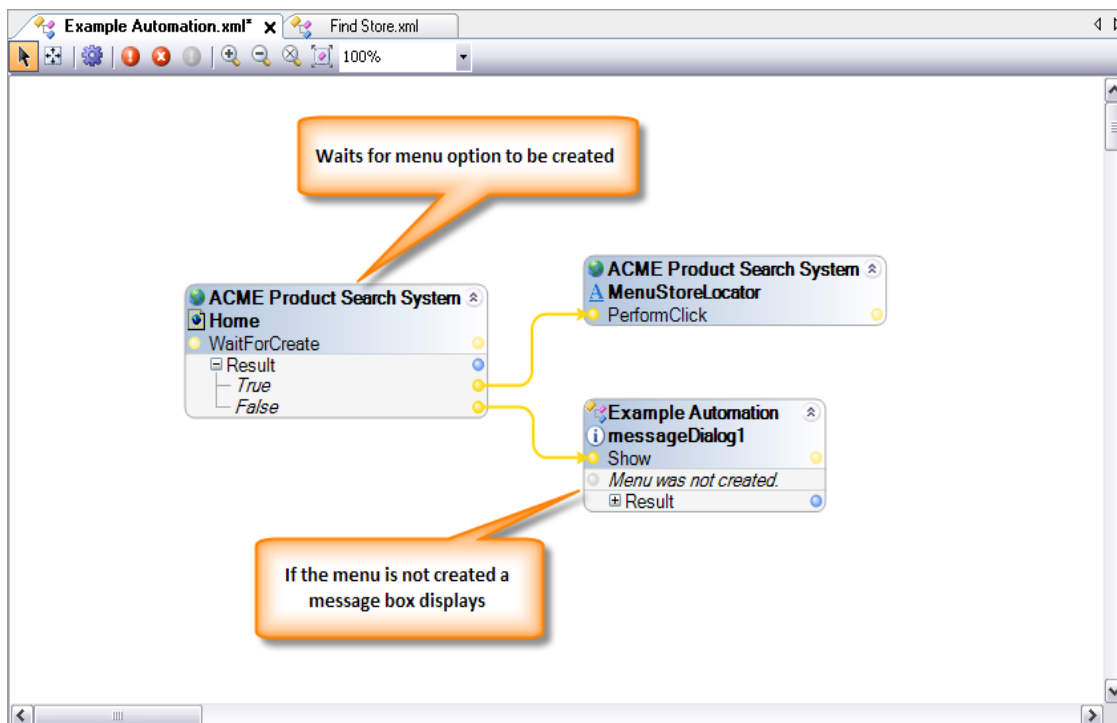 Example Automation.xml*
Find Store.xml
100%
Waits for menu option to be created
ACME Product Search System
Home
WaitForCreate
Result
True
False
ACME Product Search System
MenuStoreLocator
PerformClick
Example Automation
messageDialog1
Show
Menu was not created.
Result
If the menu is not created a
message box displays